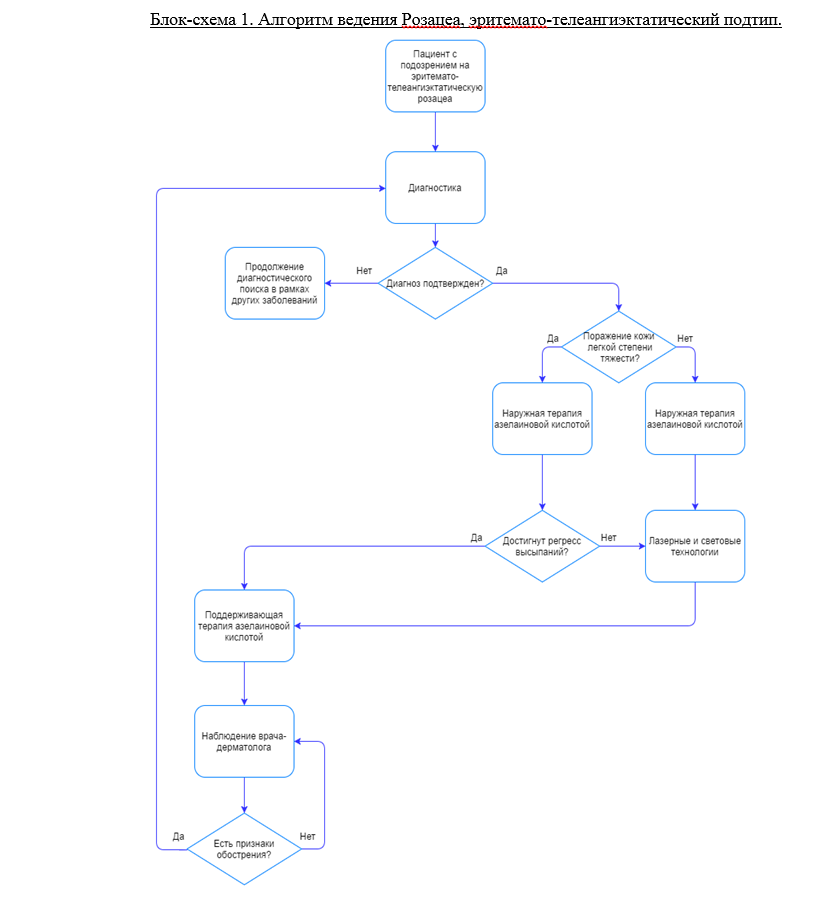 Блок-схема 1. Алгоритм ведения Розацеа, эритемато-телеангиэктатический подтип.
Пациент с
подозрением на
эритемато-
телеангиэктатическую
розацеа
Диагностика
Диагноз подтвержден?
Нет
Да
Продолжение
диагностического
поиска в рамках
других заболеваний
Поражение кожи
легкой степени
тяжести?
Да
Нет
Наружная терапия
азелаиновой кислотой
Наружная терапия
азелаиновой кислотой
Достигнут регресс
высыпаний?
Да
Нет
Лазерные и световые
технологии
Поддерживающая
терапия азелаиновой
кислотой
Наблюдение врача-
дерматолога
Есть признаки
обострения?
Да
Нет